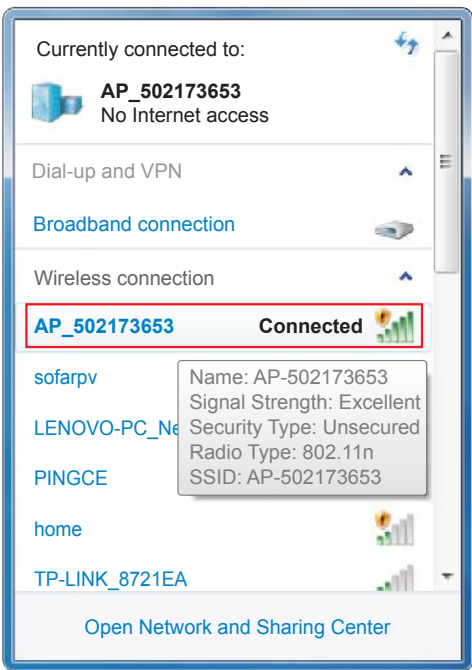 Currently connected to:
AP_502173653
No Internet access
Dial-up and VPN
Broadband connection
Wireless connection
AP_502173653 Connected
sofarpv
Name: AP-502173653
Signal Strength: Excellent
LENOVO-PC_Ne
Security Type: Unsecured
Radio Type: 802.11n
PINGCE
SSID: AP-502173653
home
TP-LINK_8721EA
Open Network and Sharing Center